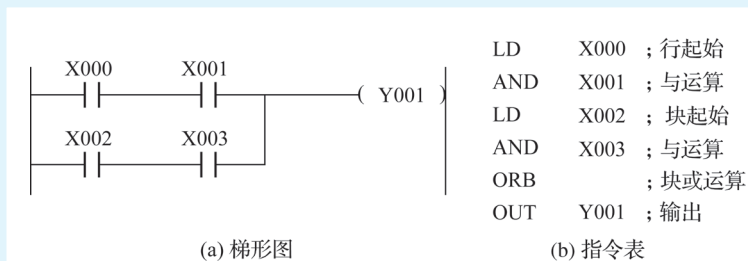 X000 X001
( Y001 )
X002 X003
(a) 梯形图
LD X000 ；行起始
AND X001 ；与运算
LD X002 ；块起始
AND X003 ；与运算
ORB ；块或运算
OUT Y001 ；输出
(b) 指令表